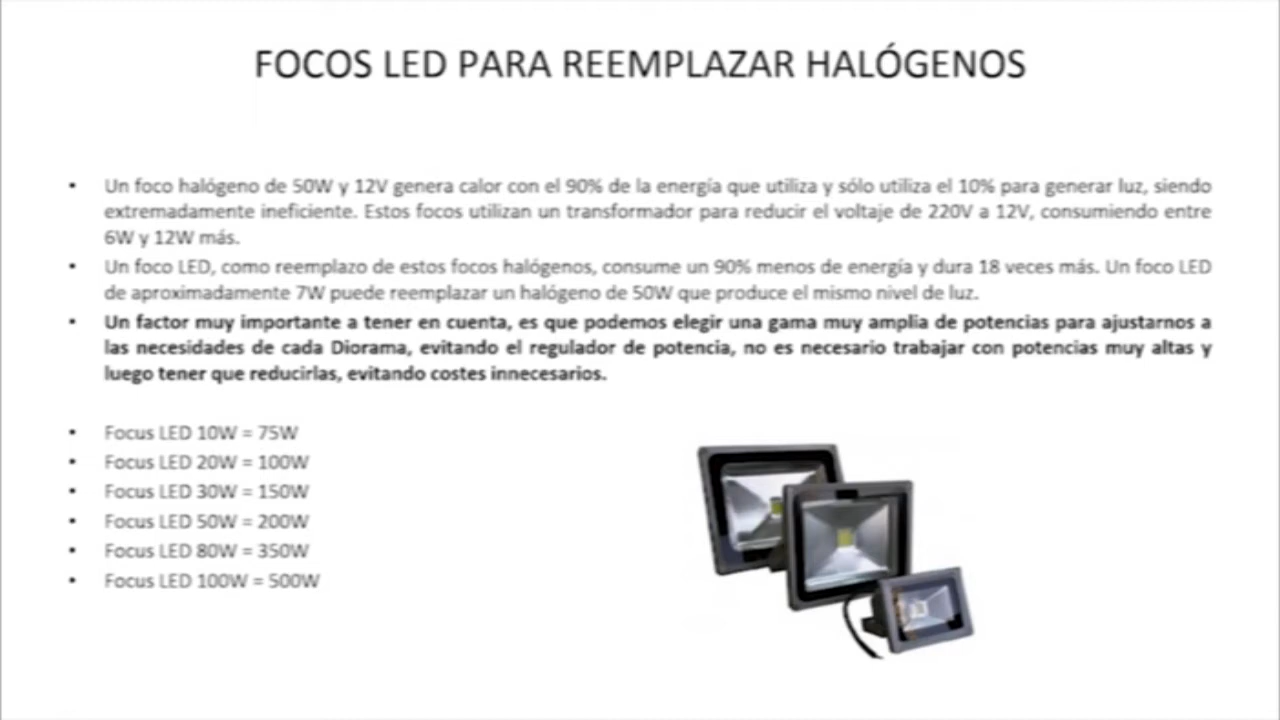 FOCOS LED PARA REEMPLAZAR HALÓGENOS
• Un foco halógeno de 50W y 12V genera calor con el 90% de la energía que utiliza y sólo utiliza el 10% para generar luz, siendo
extremadamente ineficiente. Estos focos utilizan un transformador para reducir el voltaje de 220V a 12V, consumiendo entre
6W y 12W más.
• Un foco LED, como reemplazo de estos focos halógenos, consume un 90% menos de energía y dura 18 veces más. Un foco LED
de aproximadamente 7W puede reemplazar un halógeno de 50W que produce el mismo nivel de luz.
• Un factor muy importante a tener en cuenta, es que podemos elegir una gama muy amplia de potencias para ajustarnos a
las necesidades de cada Diorama, evitando el regulador de potencia, no es necesario trabajar con potencias muy altas y
luego tener que reducirlas, evitando costes innecesarios.
• Focus LED 10W = 75W
• Focus LED 20W = 100W
• Focus LED 30W = 150W
• Focus LED 50W = 200W
• Focus LED 80W = 350W
• Focus LED 100W = 500W